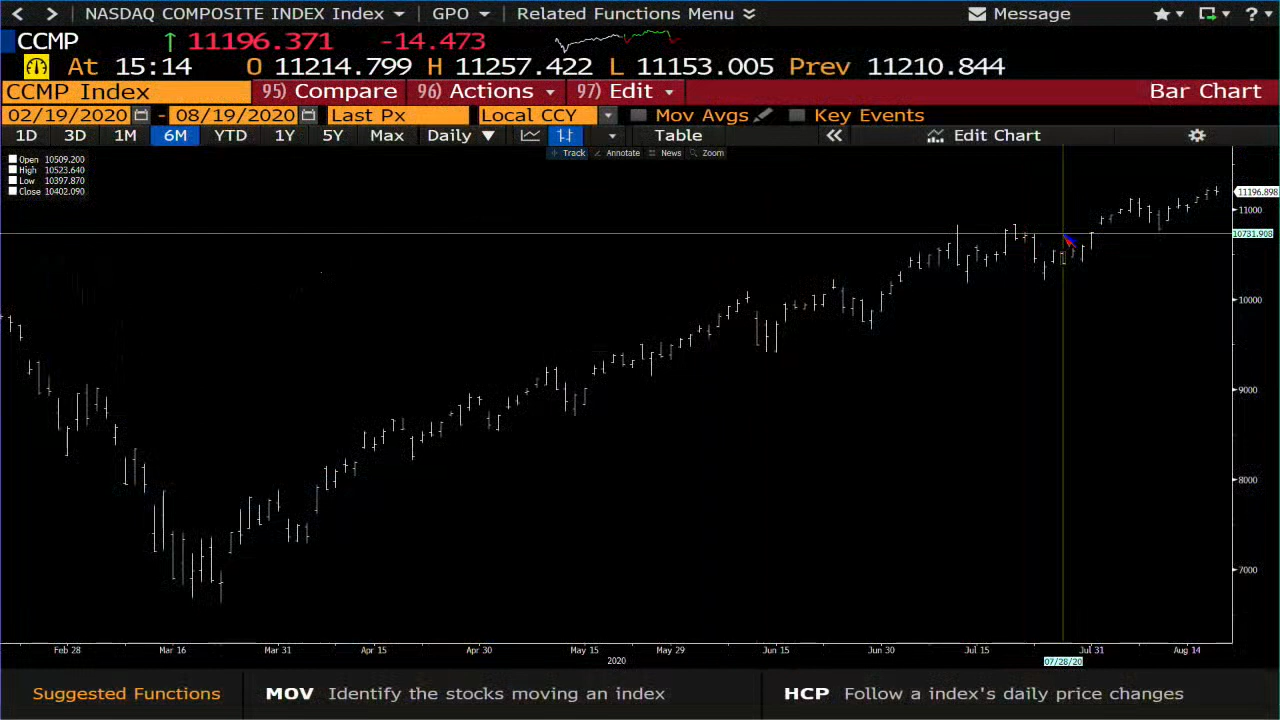 NASDAQ COMPOSITE INDEX Index GPO Related Functions Menu Message ?
CCMP 11196.371 -14.473
At 15:14 O 11214.799 H 11257.422 L 11153.005 Prev 11210.844
CCMP Index 95) Compare 96) Actions 97) Edit Bar Chart
02/19/2020 - 08/19/2020 Last Px Local CCY Mov Avgs Key Events
1D 3D 1M 6M YTD 1Y 5Y Max Daily Table Edit Chart
Track Annotate News Zoom
Open 10509.200
High 10523.640
Low 10397.870
Close 10402.090
11196.898
11000
10731.908
10000
9000
8000
7000
Feb 28 Mar 16 Mar 31 Apr 15 Apr 30 May 15 May 29 Jun 15 Jun 30 Jul 15 Jul 31 Aug 14
2020 07/28/20
Suggested Functions MOV Identify the stocks moving an index HCP Follow a index's daily price changes